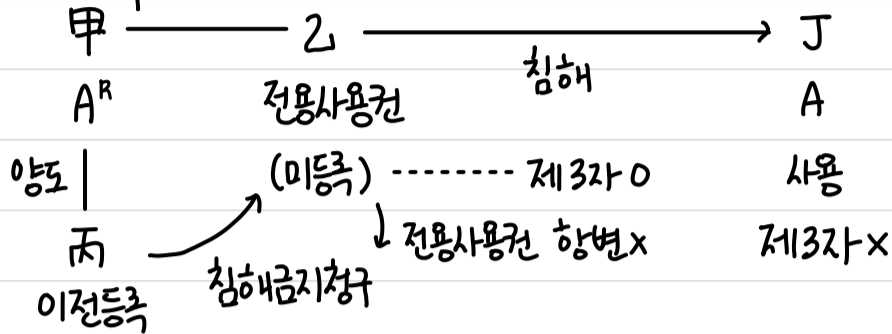 甲 乙 J
침해
A^R 전용사용권 A
양도 (미등록) 제3자 O 사용
丙 전용사용권 항변x 제3자x
침해금지청구
이전등록